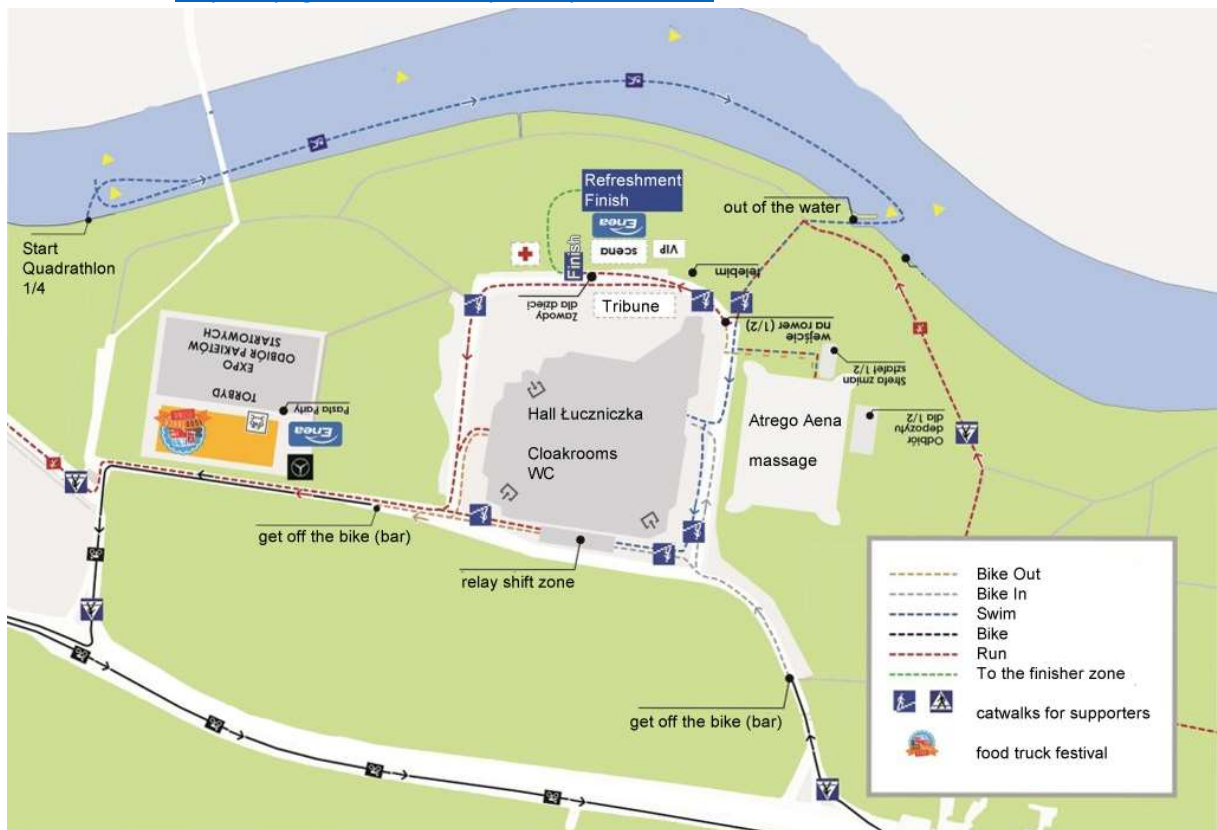 Refreshment
Finish
Enea
scena
VIP
Finish
out of the water
Start
Quadrathlon
1/4
telebim
Zawody
dla dzieci
Tribune
wejście
na rower (1/2)
Strefa zmian
sztafet 1/2
TORBYD
EXPO
ODBIÓR PAKIETÓW
STARTOWYCH
Pasta Party
Enea
Hall Łuczniczka
Cloakrooms
WC
Atrego Aena
massage
Odbiór
depozytu
dla 1/2
get off the bike (bar)
relay shift zone
get off the bike (bar)
Bike Out
Bike In
Swim
Bike
Run
To the finisher zone
catwalks for supporters
food truck festival